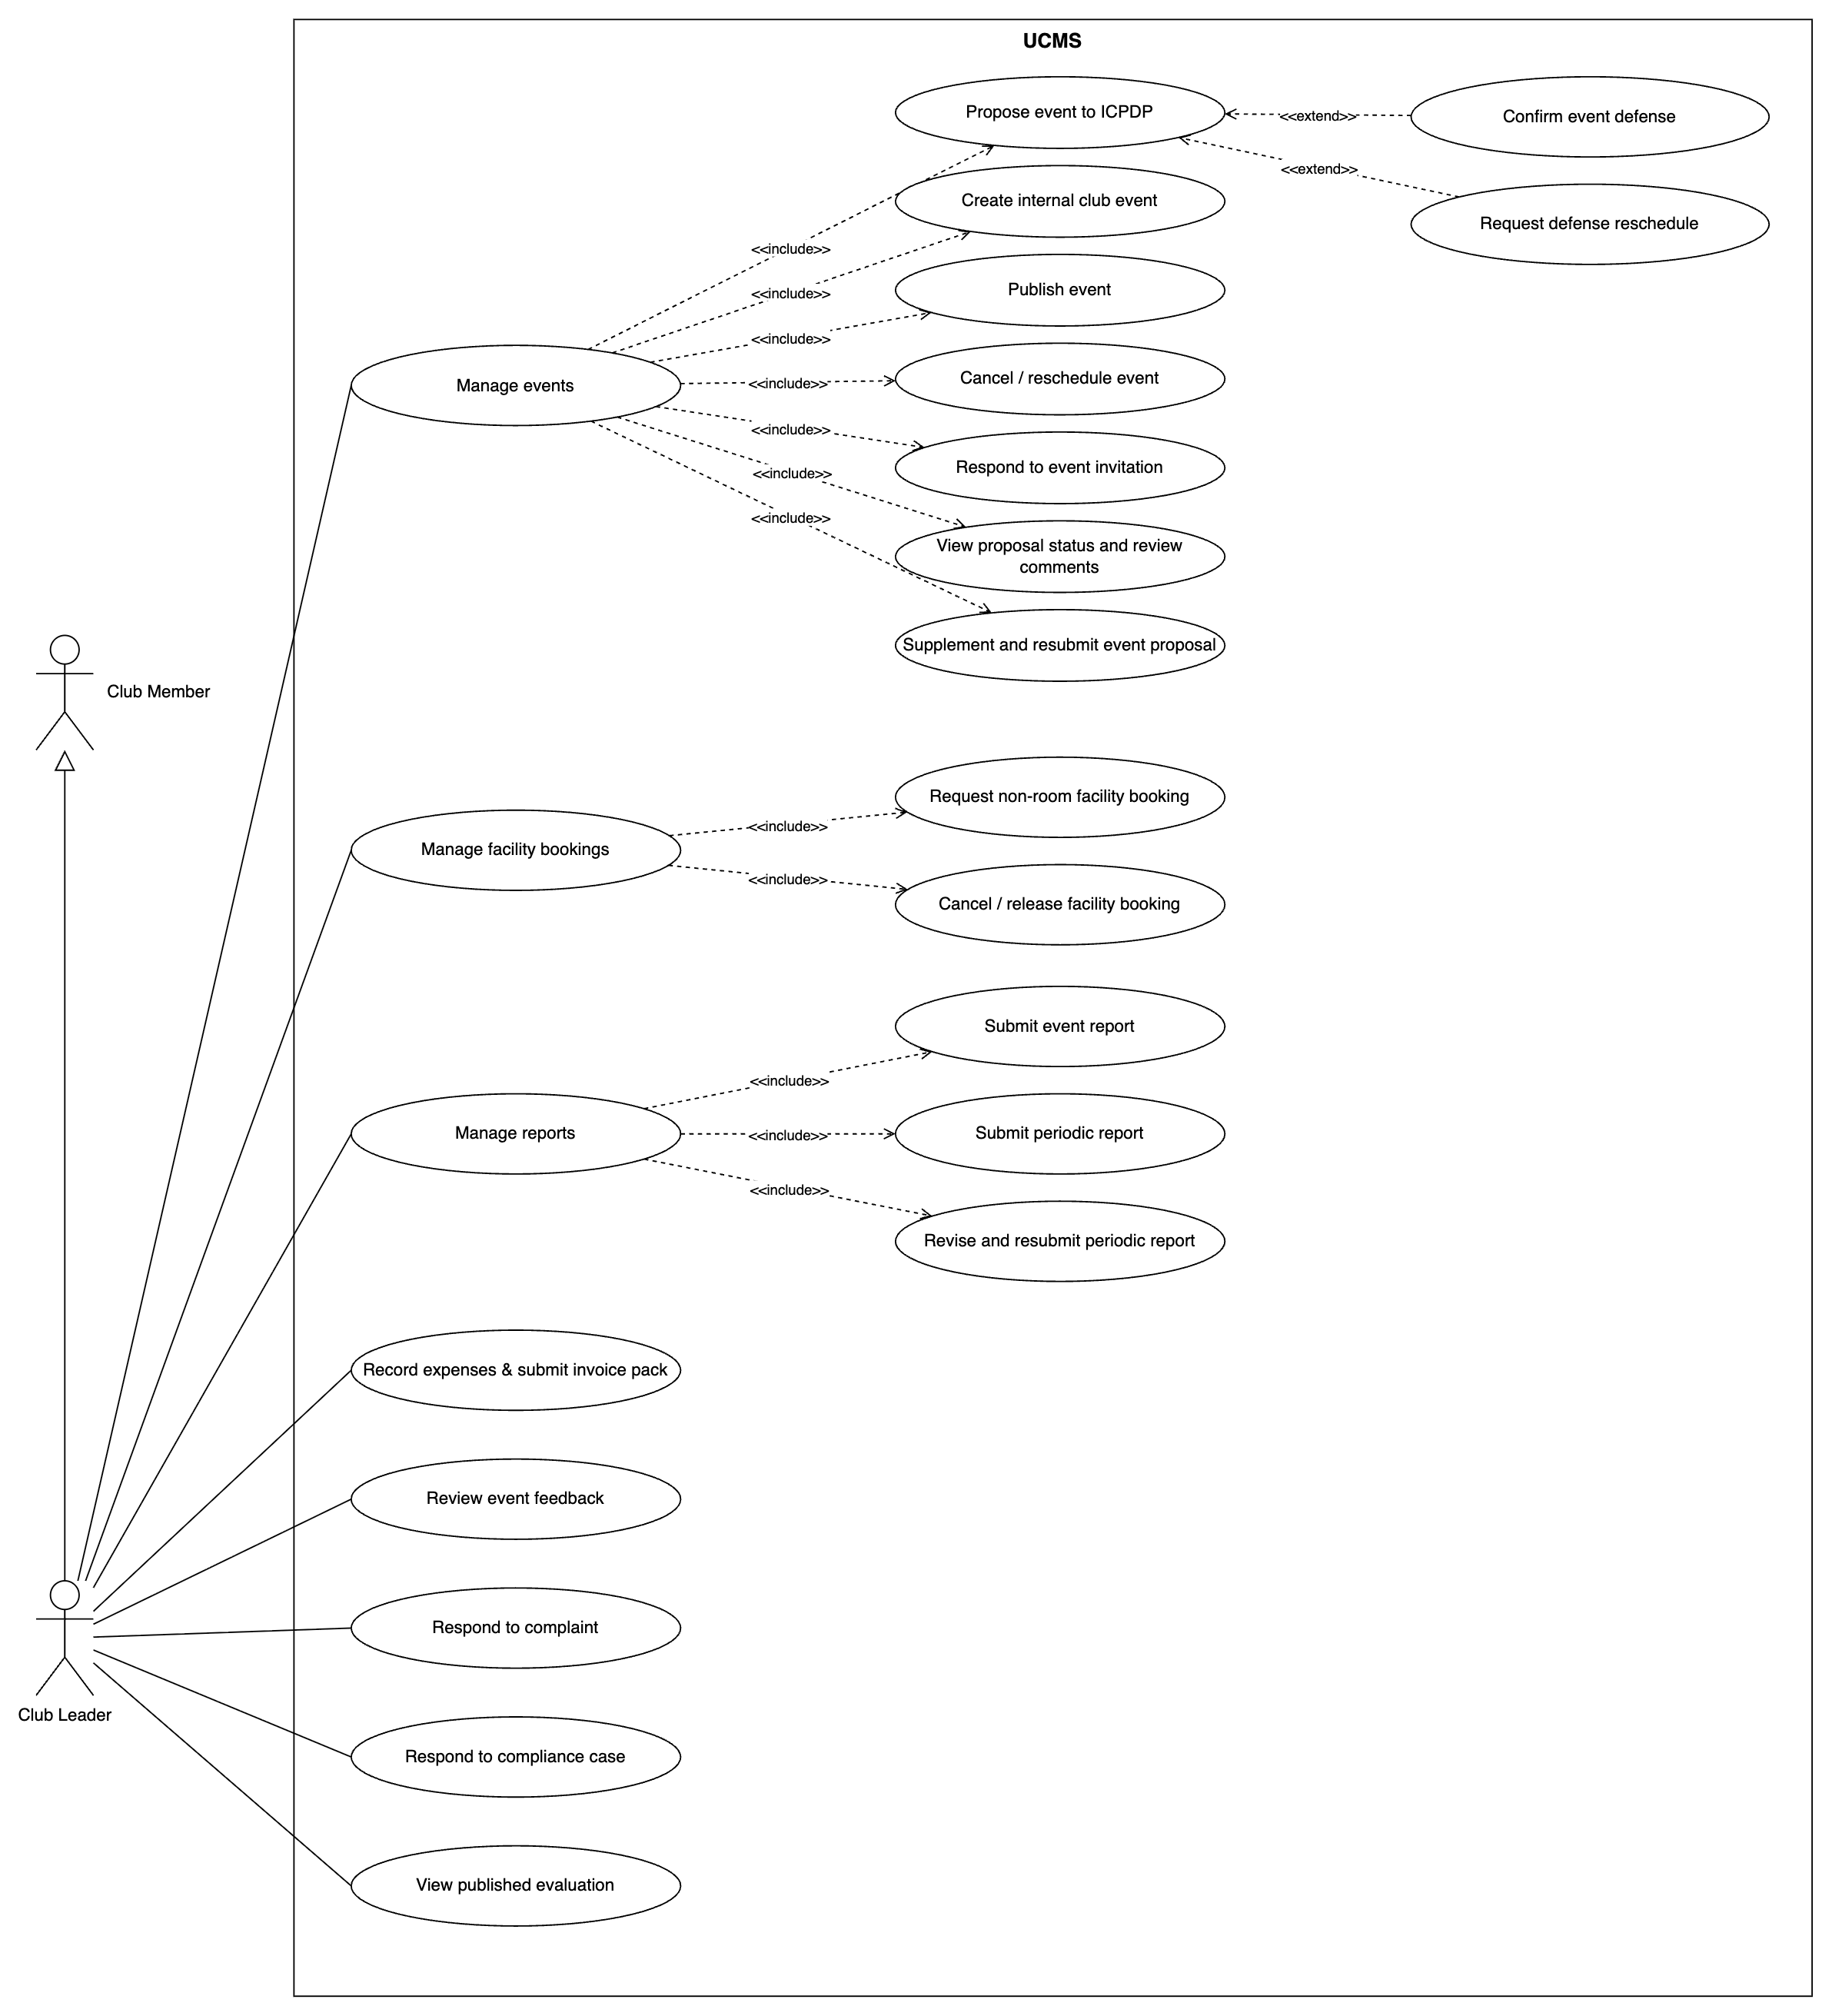 UCMS
Propose event to ICPDP
<<extend>>
Confirm event defense
<<extend>>
Create internal club event
Request defense reschedule
<<include>>
Publish event
<<include>>
<<include>>
Manage events
<<include>>
Cancel / reschedule event
<<include>>
Respond to event invitation
<<include>>
<<include>>
View proposal status and review
comments
Supplement and resubmit event proposal
Club Member
Request non-room facility booking
<<include>>
Manage facility bookings
<<include>>
Cancel / release facility booking
Submit event report
<<include>>
Manage reports
<<include>>
Submit periodic report
<<include>>
Revise and resubmit periodic report
Record expenses & submit invoice pack
Review event feedback
Respond to complaint
Club Leader
Respond to compliance case
View published evaluation